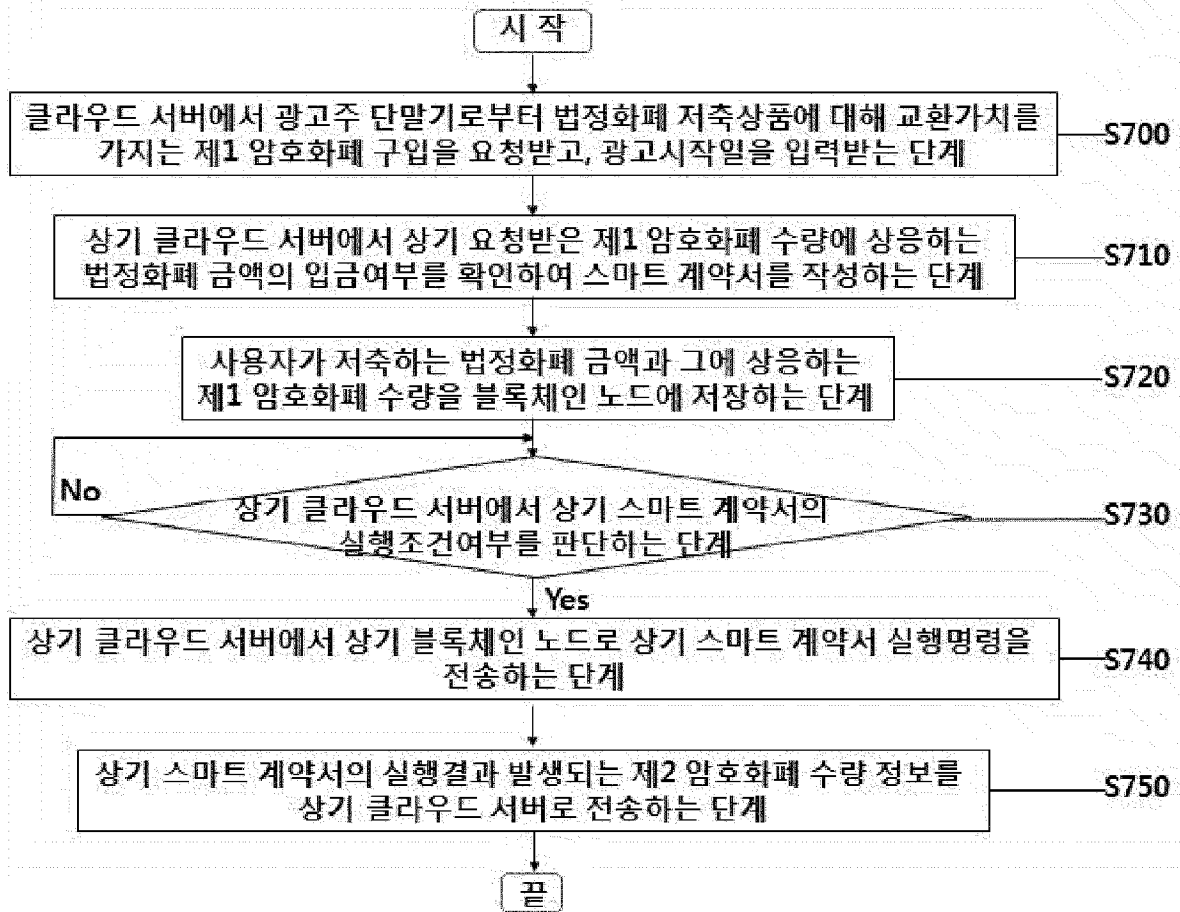 시 작
클라우드 서버에서 광고주 단말기로부터 법정화폐 저축상품에 대해 교환가치를
가지는 제1 암호화폐 구입을 요청받고, 광고시작일을 입력받는 단계
S700
상기 클라우드 서버에서 상기 요청받은 제1 암호화폐 수량에 상응하는
법정화폐 금액의 입금여부를 확인하여 스마트 계약서를 작성하는 단계
S710
사용자가 저축하는 법정화폐 금액과 그에 상응하는
제1 암호화폐 수량을 블록체인 노드에 저장하는 단계
S720
No
상기 클라우드 서버에서 상기 스마트 계약서의
실행조건여부를 판단하는 단계
S730
Yes
상기 클라우드 서버에서 상기 블록체인 노드로 상기 스마트 계약서 실행명령을
전송하는 단계
S740
상기 스마트 계약서의 실행결과 발생되는 제2 암호화폐 수량 정보를
상기 클라우드 서버로 전송하는 단계
S750
끝